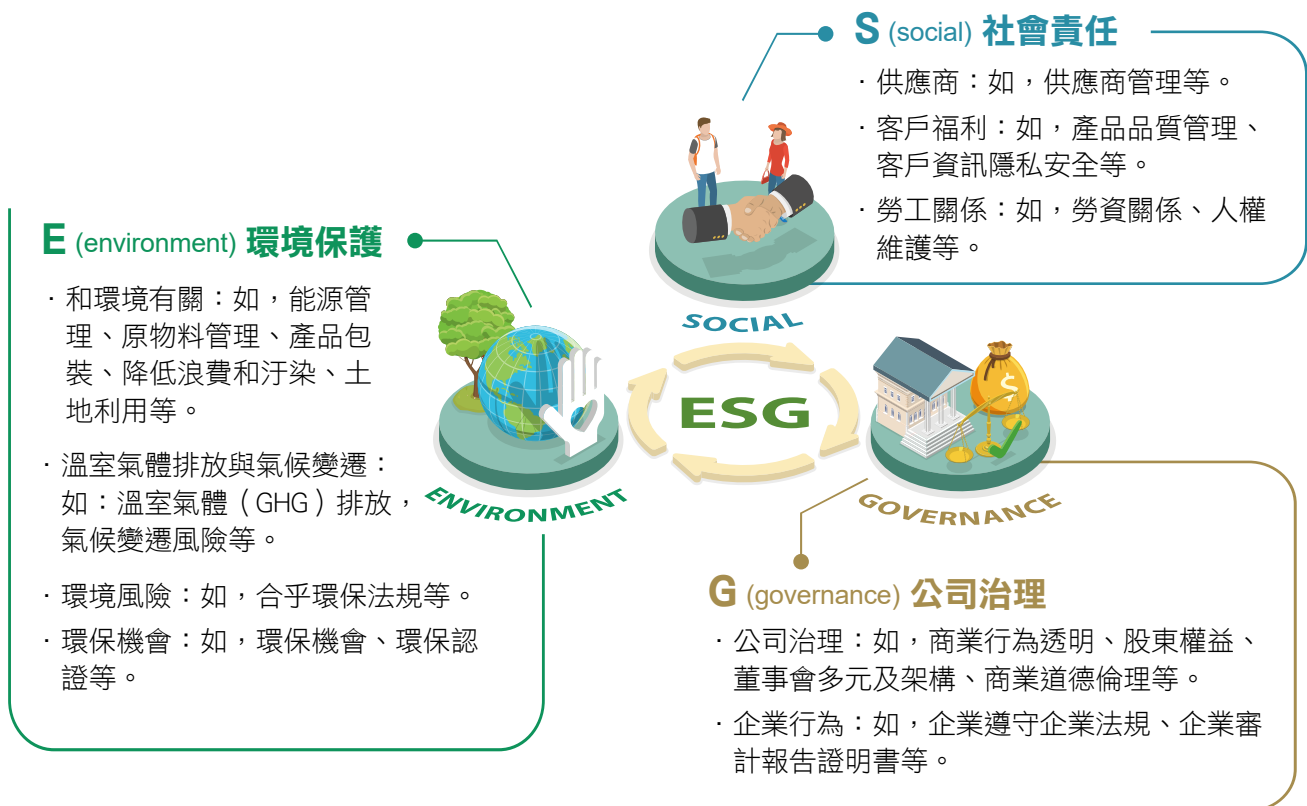 S (social) 社會責任
．供應商：如，供應商管理等。
．客戶福利：如，產品品質管理、
客戶資訊隱私安全等。
．勞工關係：如，勞資關係、人權
維護等。
E (environment) 環境保護
．和環境有關：如，能源管
理、原物料管理、產品包
裝、降低浪費和汙染、土
地利用等。
．溫室氣體排放與氣候變遷：
如：溫室氣體（GHG）排放，
氣候變遷風險等。
．環境風險：如，合乎環保法規等。
．環保機會：如，環保機會、環保認
證等。
SOCIAL
ESG
ENVIRONMENT
GOVERNANCE
G (governance) 公司治理
．公司治理：如，商業行為透明、股東權益、
董事會多元及架構、商業道德倫理等。
．企業行為：如，企業遵守企業法規、企業審
計報告證明書等。